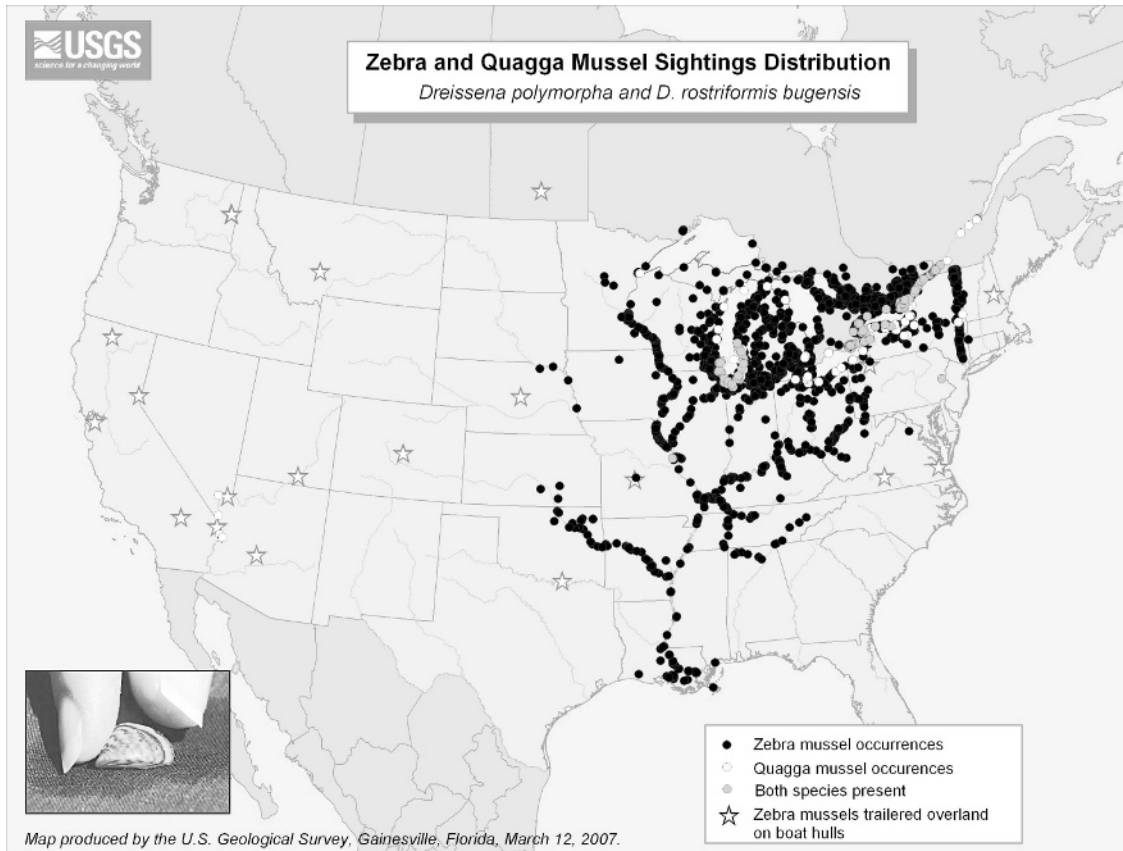 USGS
science for a changing world
Zebra and Quagga Mussel Sightings Distribution
Dreissena polymorpha and D. rostriformis bugensis
Zebra mussel occurrences
Quagga mussel occurences
Both species present
Zebra mussels trailered overland
on boat hulls
Map produced by the U.S. Geological Survey, Gainesville, Florida, March 12, 2007.